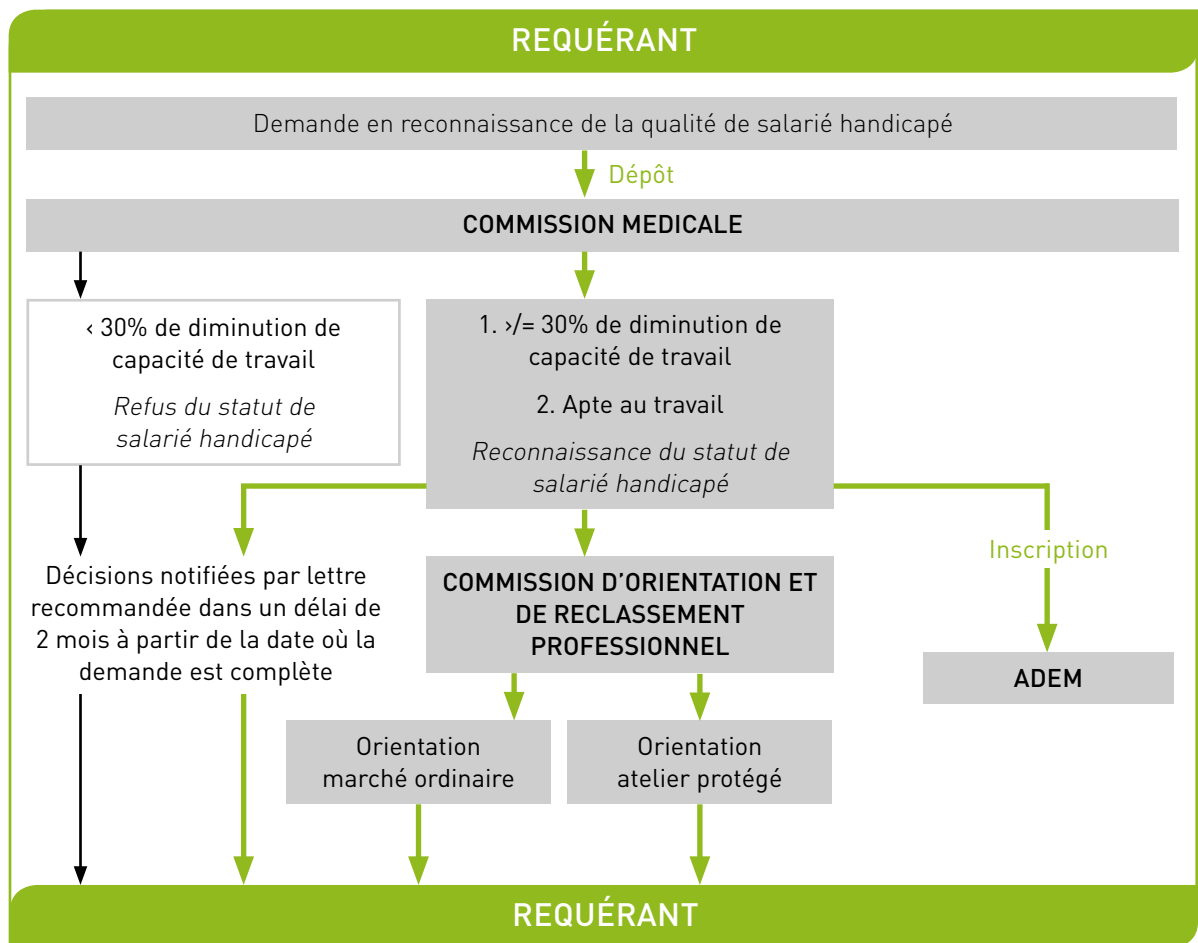 REQUÉRANT
Demande en reconnaissance de la qualité de salarié handicapé
Dépôt
COMMISSION MEDICALE
‹ 30% de diminution de
capacité de travail
Refus du statut de
salarié handicapé
1. ›/= 30% de diminution de
capacité de travail
2. Apte au travail
Reconnaissance du statut de
salarié handicapé
Inscription
Décisions notifiées par lettre
recommandée dans un délai de
2 mois à partir de la date où la
demande est complète
COMMISSION D'ORIENTATION ET
DE RECLASSEMENT
PROFESSIONNEL
ADEM
Orientation
marché ordinaire
Orientation
atelier protégé
REQUÉRANT